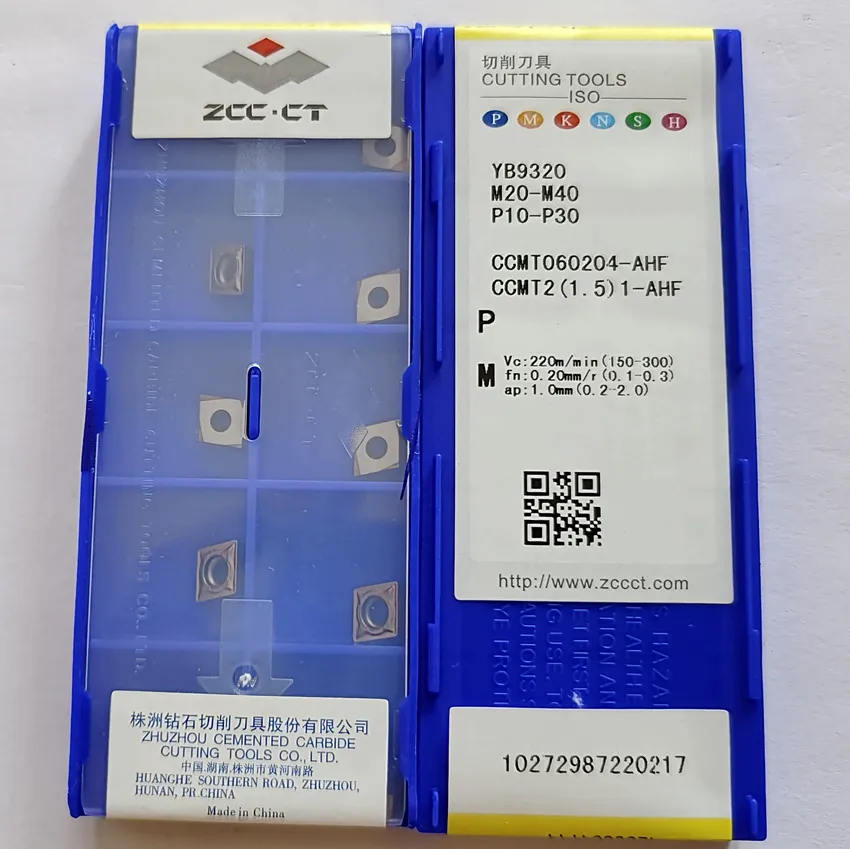 ZCC·CT
株洲钻石切削刀具股份有限公司
ZHUZHOU CEMENTED CARBIDE
CUTTING TOOLS CO., LTD.
中国.湖南.株洲市黄河南路
HUANGHE SOUTHERN ROAD, ZHUZHOU,
HUNAN, PR.CHINA
Made in China
切削刀具
CUTTING TOOLS
ISO
P M K N S H
YB9320
M20-M40
P10-P30
CCMT060204-AHF
CCMT2(1.5)1-AHF
P
M
Vc:220m/min(150-300)
fn:0.20mm/r(0.1-0.3)
ap:1.0mm(0.2-2.0)
http://www.zccct.com
10272987220217